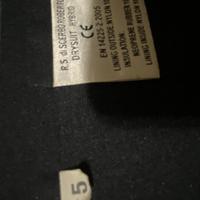 R.S. di SCERBO ROBERTO
DRYSUIT HYBRID
CE
EN 14225-2:2005
LINING OUTSIDE NYLON
INSULATION
NEOPRENE RUBBER
LINING INSIDE NYLON
5